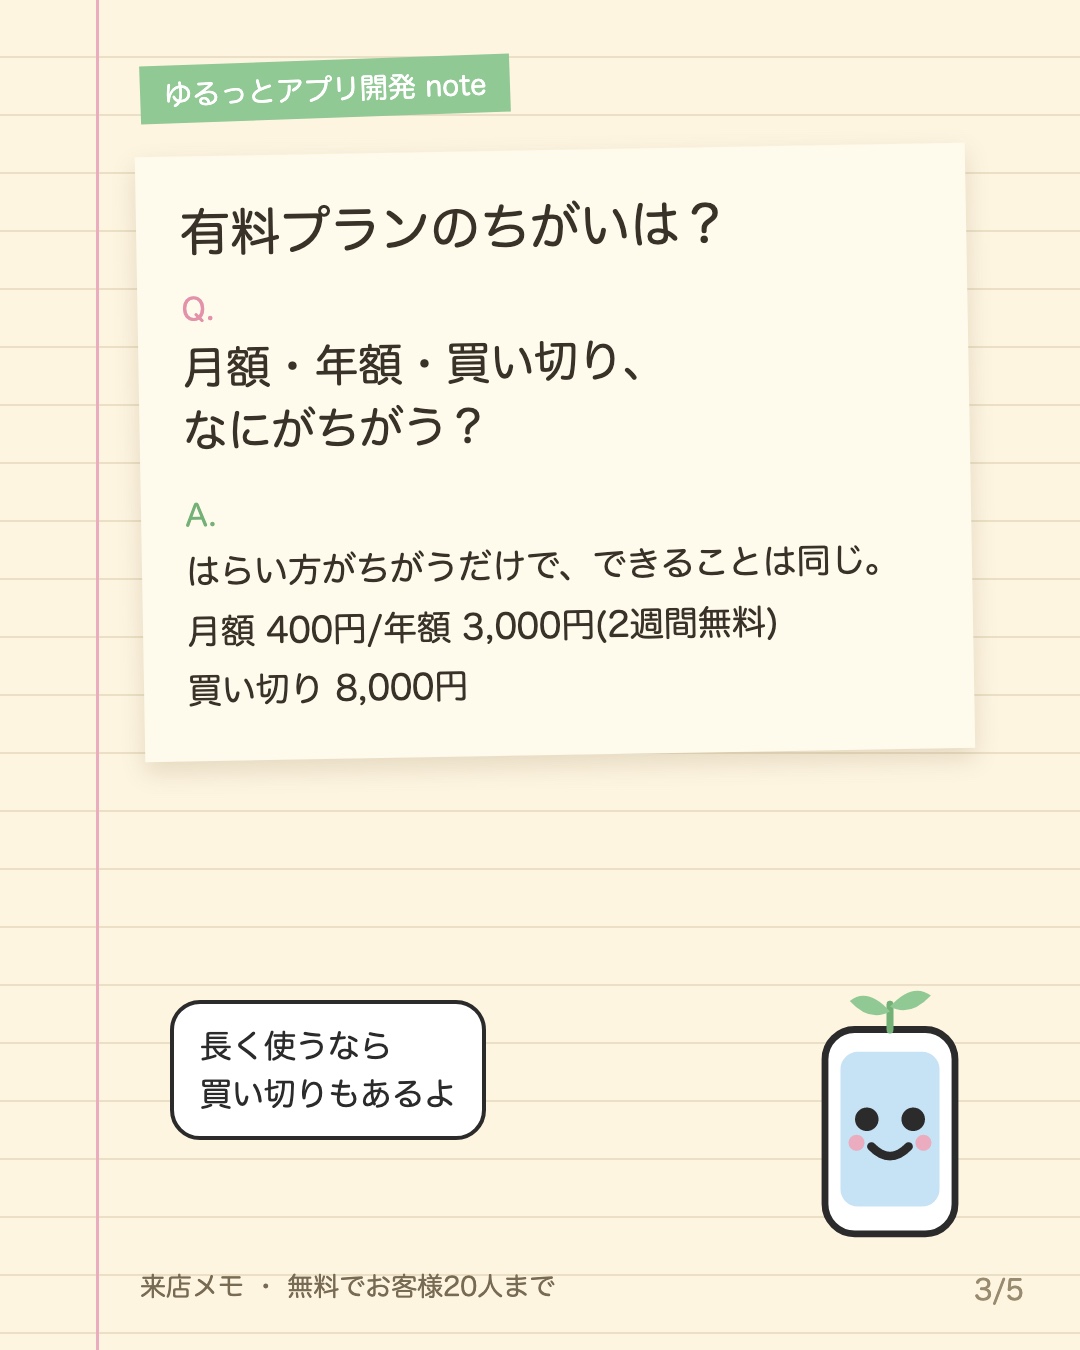 ゆるっとアプリ開発 note
有料プランのちがいは？
Q.
月額・年額・買い切り、
なにがちがう？
A.
はらい方がちがうだけで、できることは同じ。
月額 400円/年額 3,000円(2週間無料)
買い切り 8,000円
長く使うなら
買い切りもあるよ
来店メモ ・ 無料でお客様20人まで
3/5